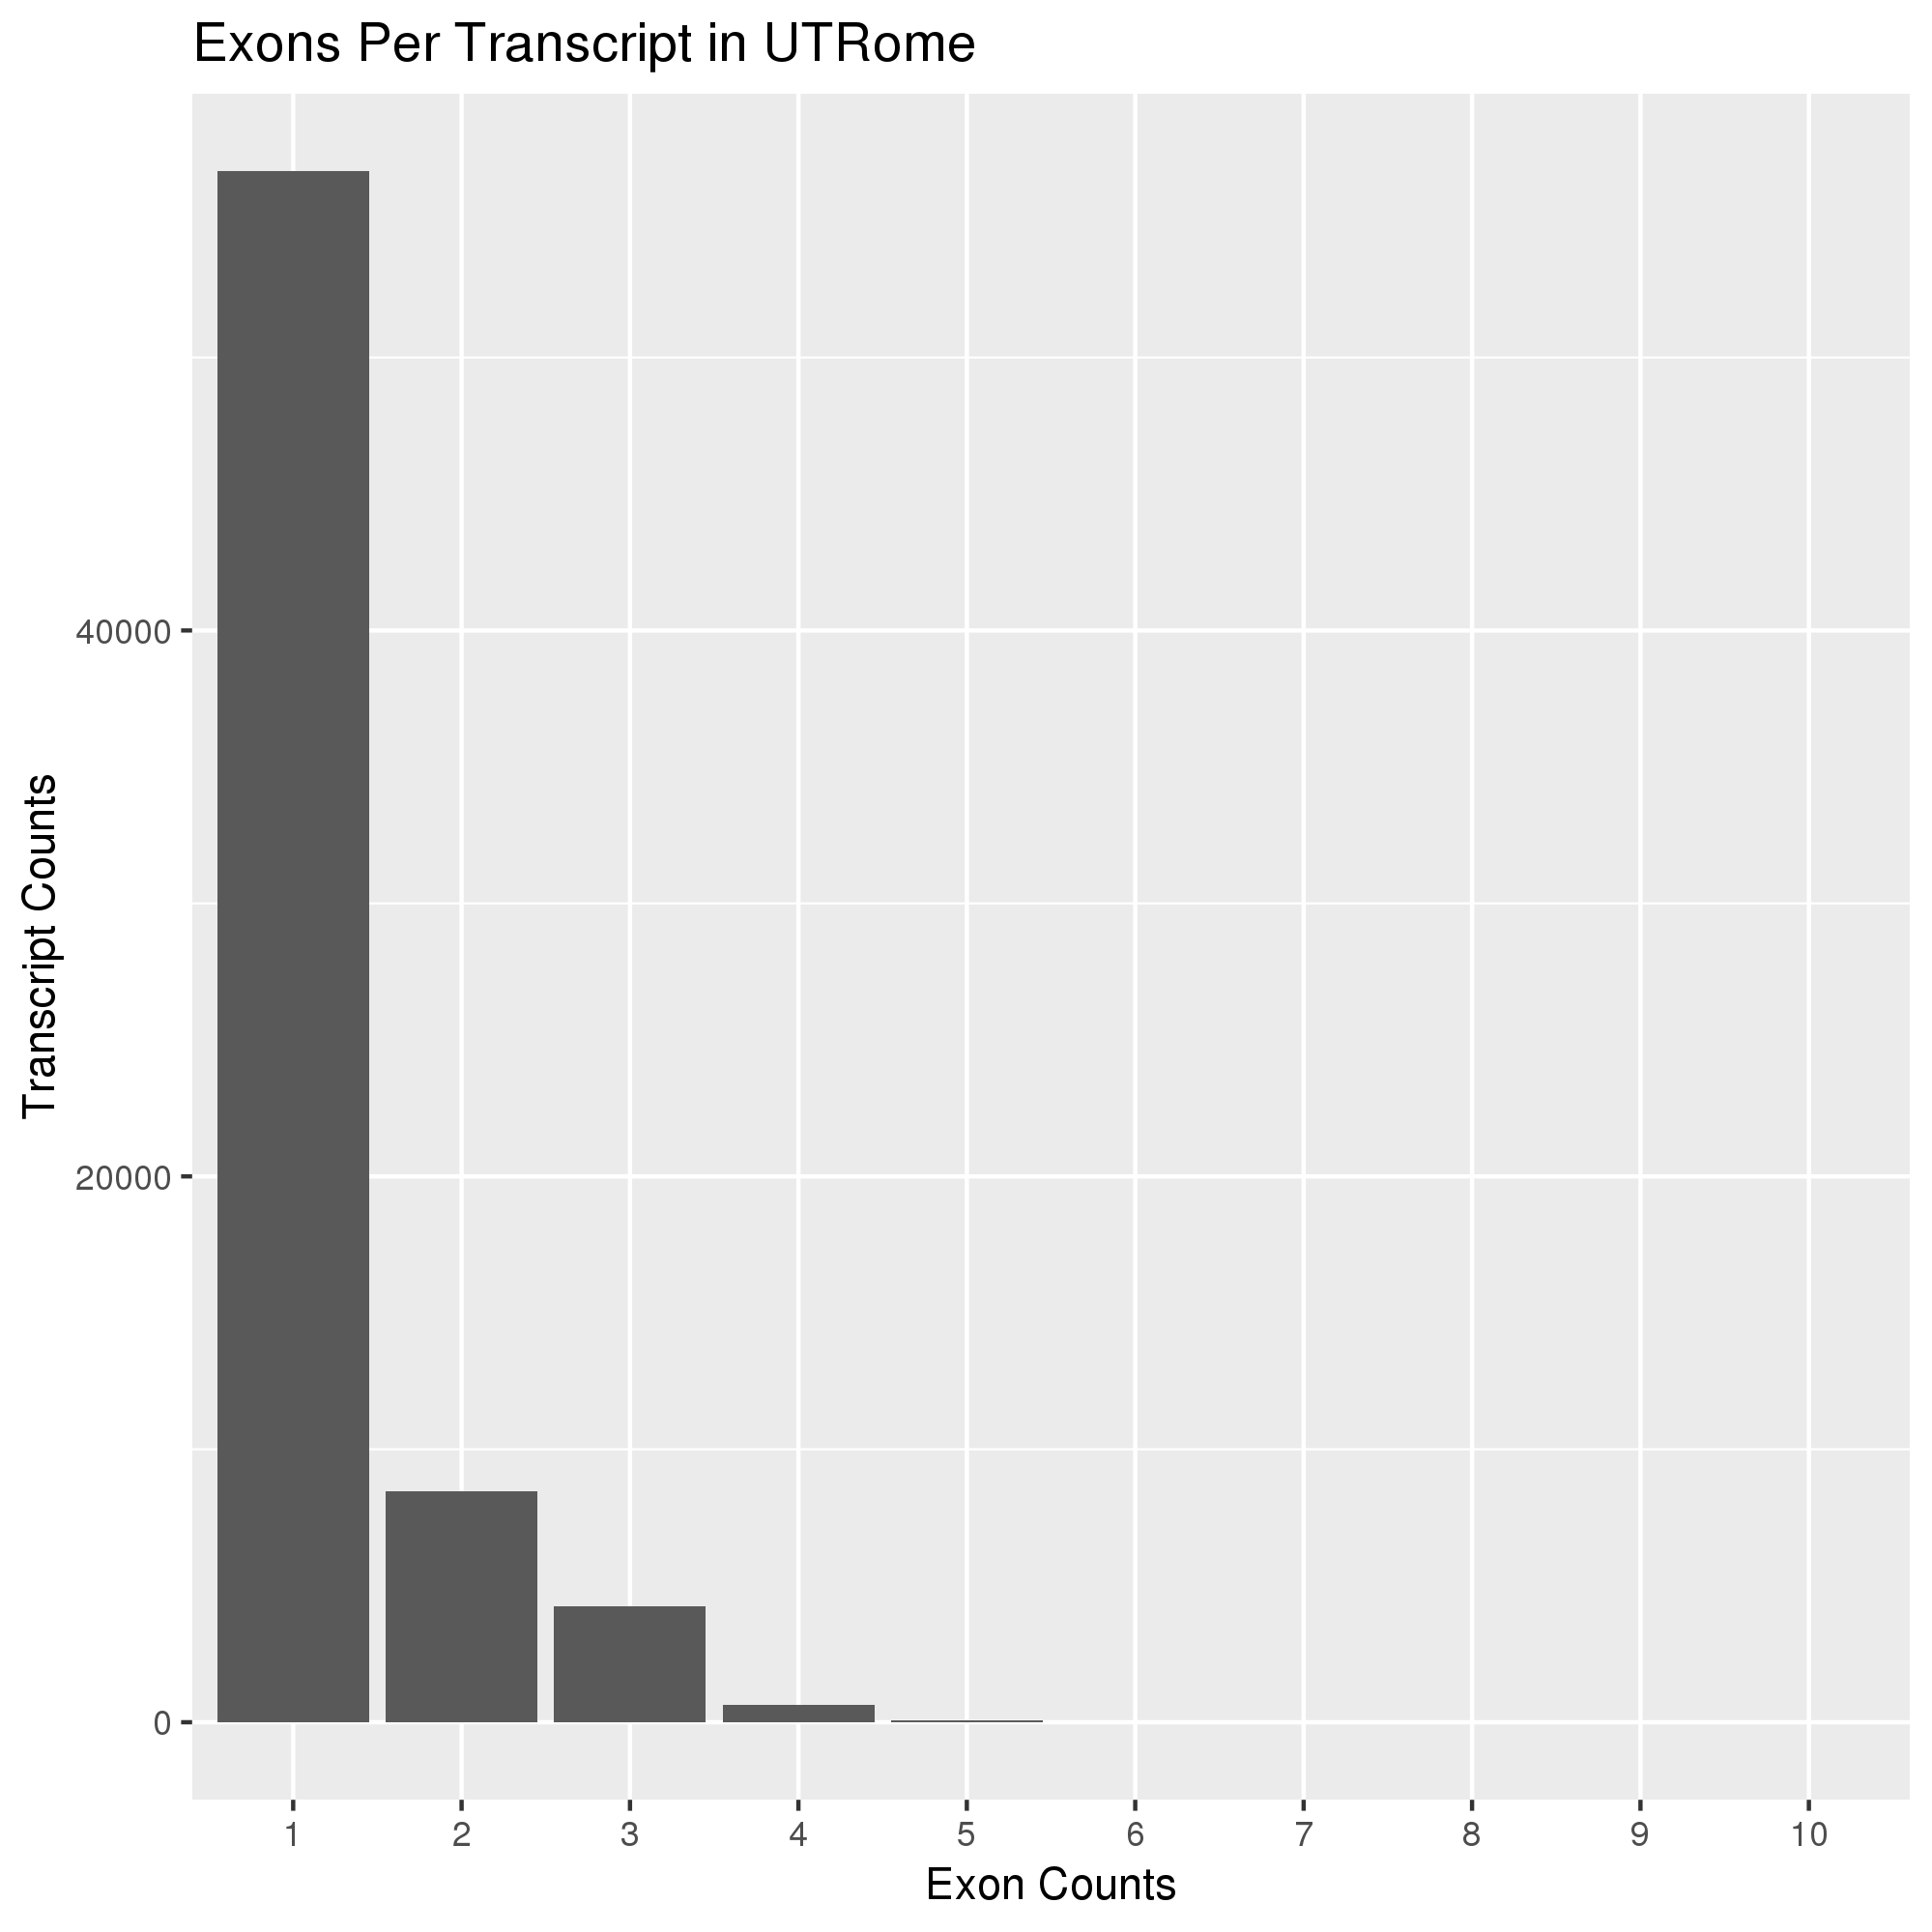 Exons Per Transcript in UTRome
Transcript Counts
40000
20000
0
1 2 3 4 5 6 7 8 9 10
Exon Counts